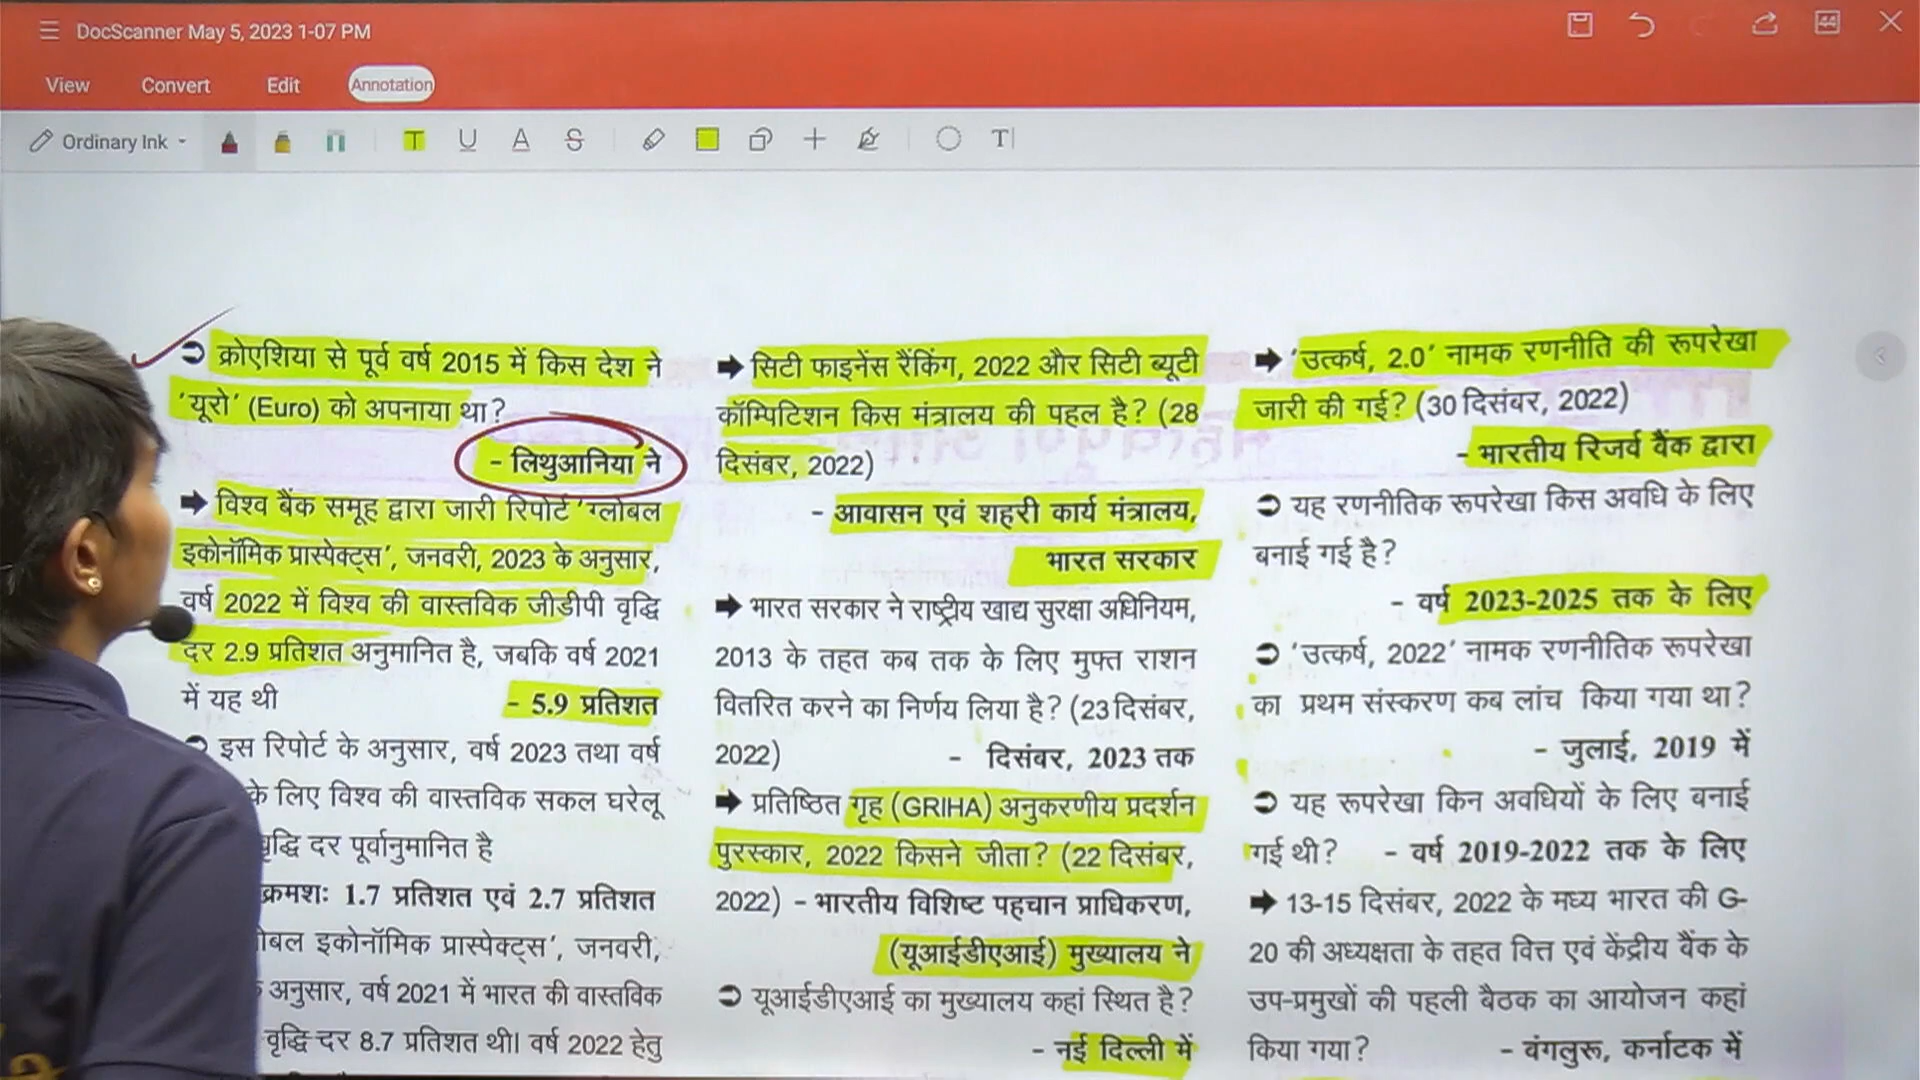 DocScanner May 5, 2023 1-07 PM
View Convert Edit Annotation
Ordinary Ink
क्रोएशिया से पूर्व वर्ष 2015 में किस देश ने
'यूरो' (Euro) को अपनाया था?
- लिथुआनिया ने
विश्व बैंक समूह द्वारा जारी रिपोर्ट 'ग्लोबल
इकोनॉमिक प्रास्पेक्ट्स', जनवरी, 2023 के अनुसार,
वर्ष 2022 में विश्व की वास्तविक जीडीपी वृद्धि
दर 2.9 प्रतिशत अनुमानित है, जबकि वर्ष 2021
में यह थी - 5.9 प्रतिशत
इस रिपोर्ट के अनुसार, वर्ष 2023 तथा वर्ष
के लिए विश्व की वास्तविक सकल घरेलू
वृद्धि दर पूर्वानुमानित है
क्रमशः 1.7 प्रतिशत एवं 2.7 प्रतिशत
इकोनॉमिक प्रास्पेक्ट्स', जनवरी,
अनुसार, वर्ष 2021 में भारत की वास्तविक
वृद्धि दर 8.7 प्रतिशत थी। वर्ष 2022 हेतु
सिटी फाइनेंस रैंकिंग, 2022 और सिटी ब्यूटी
कॉम्पिटिशन किस मंत्रालय की पहल है? (28
दिसंबर, 2022)
- आवासन एवं शहरी कार्य मंत्रालय,
भारत सरकार
भारत सरकार ने राष्ट्रीय खाद्य सुरक्षा अधिनियम,
2013 के तहत कब तक के लिए मुफ्त राशन
वितरित करने का निर्णय लिया है? (23 दिसंबर,
2022) - दिसंबर, 2023 तक
प्रतिष्ठित गृह (GRIHA) अनुकरणीय प्रदर्शन
पुरस्कार, 2022 किसने जीता? (22 दिसंबर,
2022) - भारतीय विशिष्ट पहचान प्राधिकरण,
(यूआईडीएआई) मुख्यालय ने
यूआईडीएआई का मुख्यालय कहां स्थित है?
- नई दिल्ली में
'उत्कर्ष, 2.0' नामक रणनीति की रूपरेखा
जारी की गई? (30 दिसंबर, 2022)
- भारतीय रिजर्व बैंक द्वारा
यह रणनीतिक रूपरेखा किस अवधि के लिए
बनाई गई है?
- वर्ष 2023-2025 तक के लिए
'उत्कर्ष, 2022' नामक रणनीतिक रूपरेखा
का प्रथम संस्करण कब लांच किया गया था?
- जुलाई, 2019 में
यह रूपरेखा किन अवधियों के लिए बनाई
गई थी? - वर्ष 2019-2022 तक के लिए
13-15 दिसंबर, 2022 के मध्य भारत की G-
20 की अध्यक्षता के तहत वित्त एवं केंद्रीय बैंक के
उप-प्रमुखों की पहली बैठक का आयोजन कहां
किया गया? - बंगलुरू, कर्नाटक में